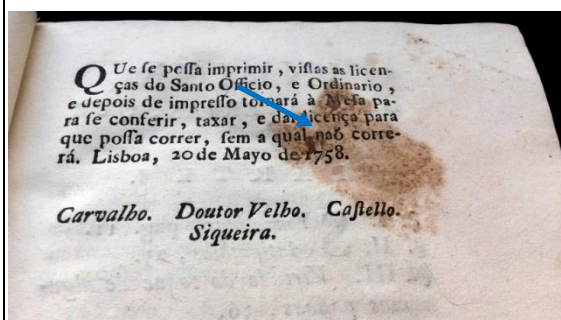 QUe ſe poſſa imprimir, viſtas as licen-
ças do Santo Officio, e Ordinario,
e depois de impreſſo tornará à Meſa pa-
ra ſe conferir, taxar, e dar licença para
que poſſa correr, ſem a qual naõ corre-
rá. Lisboa, 20 de Mayo de 1758.
Carvalho. Doutor Velho. Caſtello.
Siqueira.